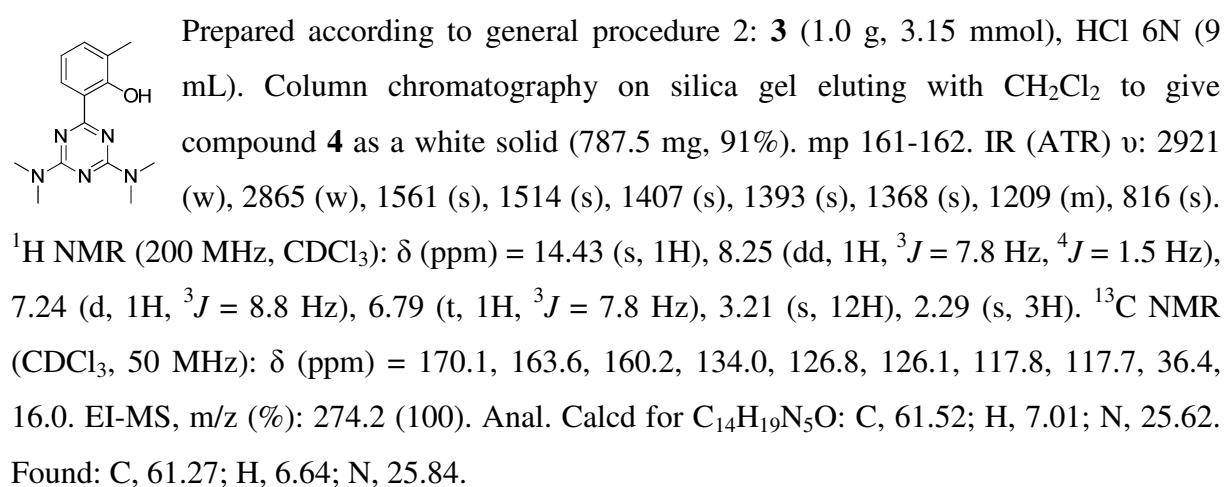 Prepared according to general procedure 2: 3 (1.0 g, 3.15 mmol), HCl 6N (9
mL). Column chromatography on silica gel eluting with CH₂Cl₂ to give
compound 4 as a white solid (787.5 mg, 91%). mp 161-162. IR (ATR) υ: 2921
(w), 2865 (w), 1561 (s), 1514 (s), 1407 (s), 1393 (s), 1368 (s), 1209 (m), 816 (s).
¹H NMR (200 MHz, CDCl₃): δ (ppm) = 14.43 (s, 1H), 8.25 (dd, 1H, ³J = 7.8 Hz, ⁴J = 1.5 Hz),
7.24 (d, 1H, ³J = 8.8 Hz), 6.79 (t, 1H, ³J = 7.8 Hz), 3.21 (s, 12H), 2.29 (s, 3H). ¹³C NMR
(CDCl₃, 50 MHz): δ (ppm) = 170.1, 163.6, 160.2, 134.0, 126.8, 126.1, 117.8, 117.7, 36.4,
16.0. EI-MS, m/z (%): 274.2 (100). Anal. Calcd for C₁₄H₁₉N₅O: C, 61.52; H, 7.01; N, 25.62.
Found: C, 61.27; H, 6.64; N, 25.84.
OH
N N
N N N